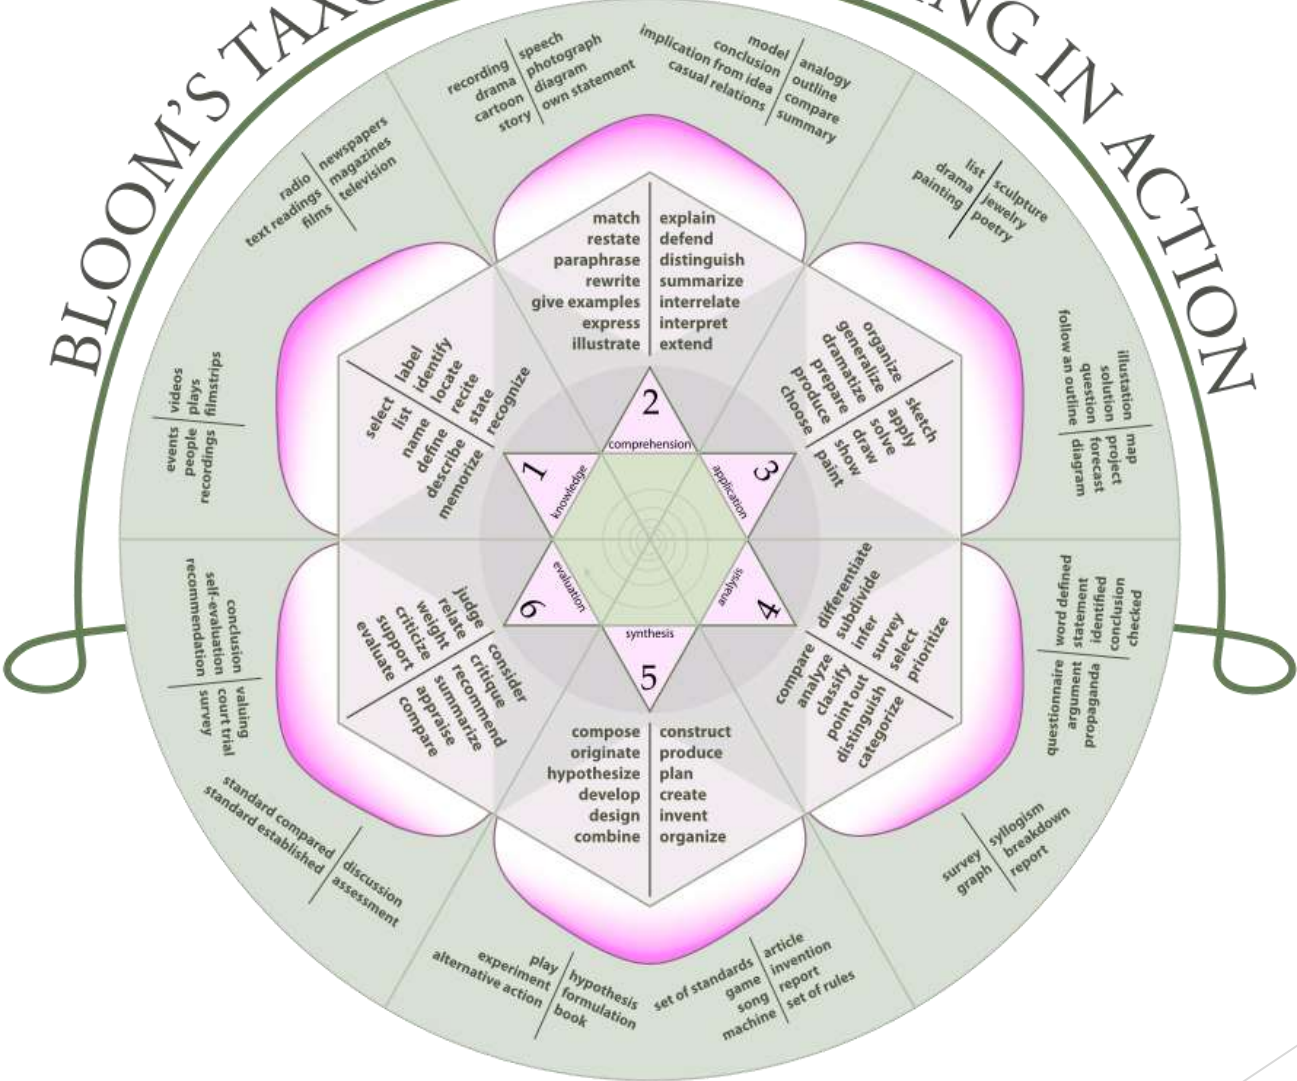 BLOOM'S TAXO
NG IN ACTION
recording
drama
cartoon
story
speech
photograph
diagram
own statement
model
conclusion
implication from idea
casual relations
analogy
outline
compare
summary
radio
text readings
films
newspapers
magazines
television
list
drama
painting
sculpture
jewelry
poetry
videos
plays
filmstrips
events
people
recordings
illustation
solution
question
follow an outline
map
project
forecast
diagram
match
restate
paraphrase
rewrite
give examples
express
illustrate
explain
defend
distinguish
summarize
interrelate
interpret
extend
label
identify
locate
recite
state
recognize
select
list
name
define
describe
memorize
organize
generalize
dramatize
prepare
produce
choose
sketch
apply
solve
draw
show
paint
2
comprehension
1
knowledge
3
application
6
evaluation
4
analysis
synthesis
5
judge
relate
weight
criticize
support
evaluate
consider
critique
recommend
summarize
appraise
compare
differentiate
subdivide
infer
survey
select
prioritize
compare
analyze
classify
point out
distinguish
categorize
compose
originate
hypothesize
develop
design
combine
construct
produce
plan
create
invent
organize
conclusion
self-evaluation
recommendation
valuing
court trial
survey
word defined
statement
identified
conclusion
checked
questionnaire
argument
propaganda
standard compared
standard established
discussion
assessment
syllogism
breakdown
report
survey
graph
play
experiment
alternative action
hypothesis
formulation
book
set of standards
game
song
machine
article
invention
report
set of rules